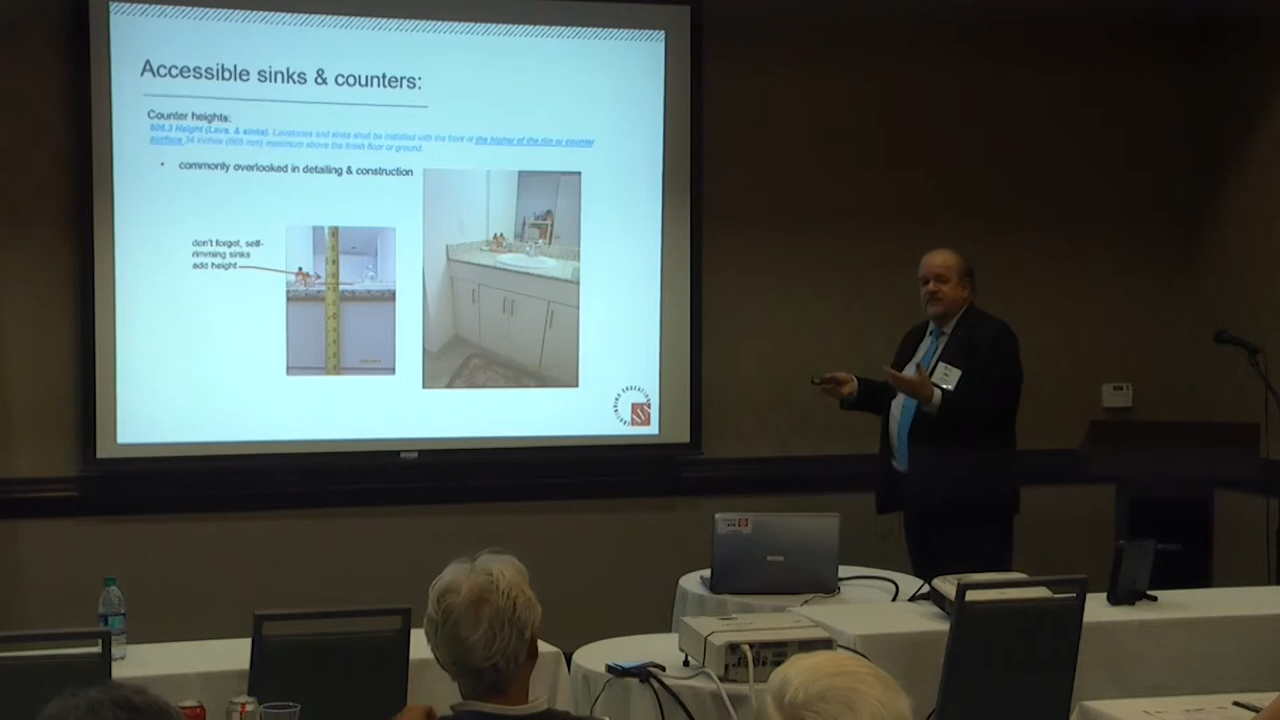 Accessible sinks & counters:
Counter heights:
606.3 Height (Lavs. & sinks). Lavatories and sinks shall be installed with the front of the higher of the rim or counter
surface 34 inches (865 mm) maximum above the finish floor or ground.
• commonly overlooked in detailing & construction
don't forget, self-
rimming sinks
add height
CONTINUING EDUCATION